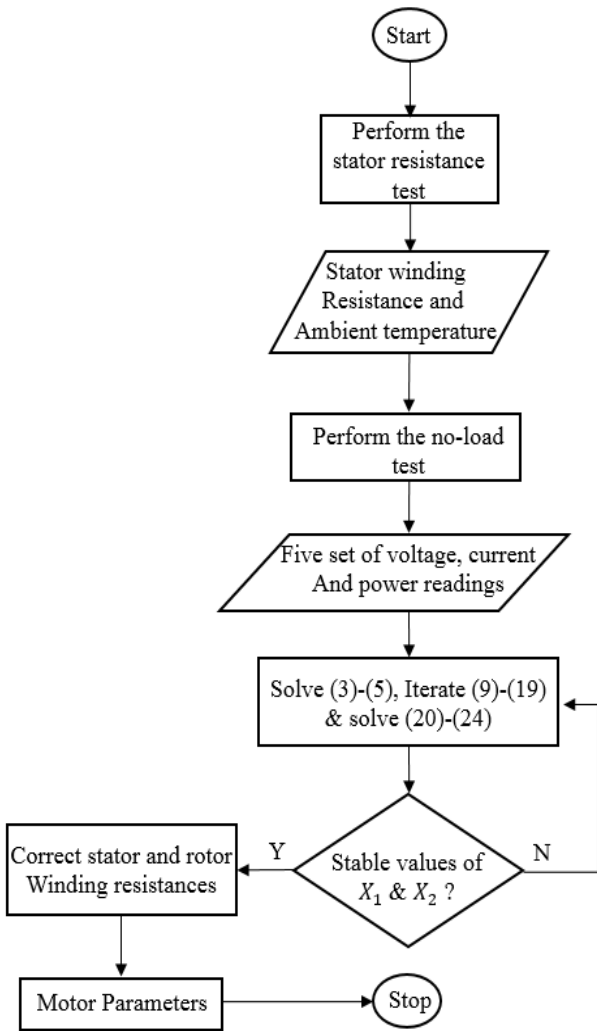 Start
Perform the
stator resistance
test
Stator winding
Resistance and
Ambient temperature
Perform the no-load
test
Five set of voltage, current
And power readings
Solve (3)-(5), Iterate (9)-(19)
& solve (20)-(24)
Stable values of
X₁ & X₂ ?
Y
N
Correct stator and rotor
Winding resistances
Motor Parameters
Stop